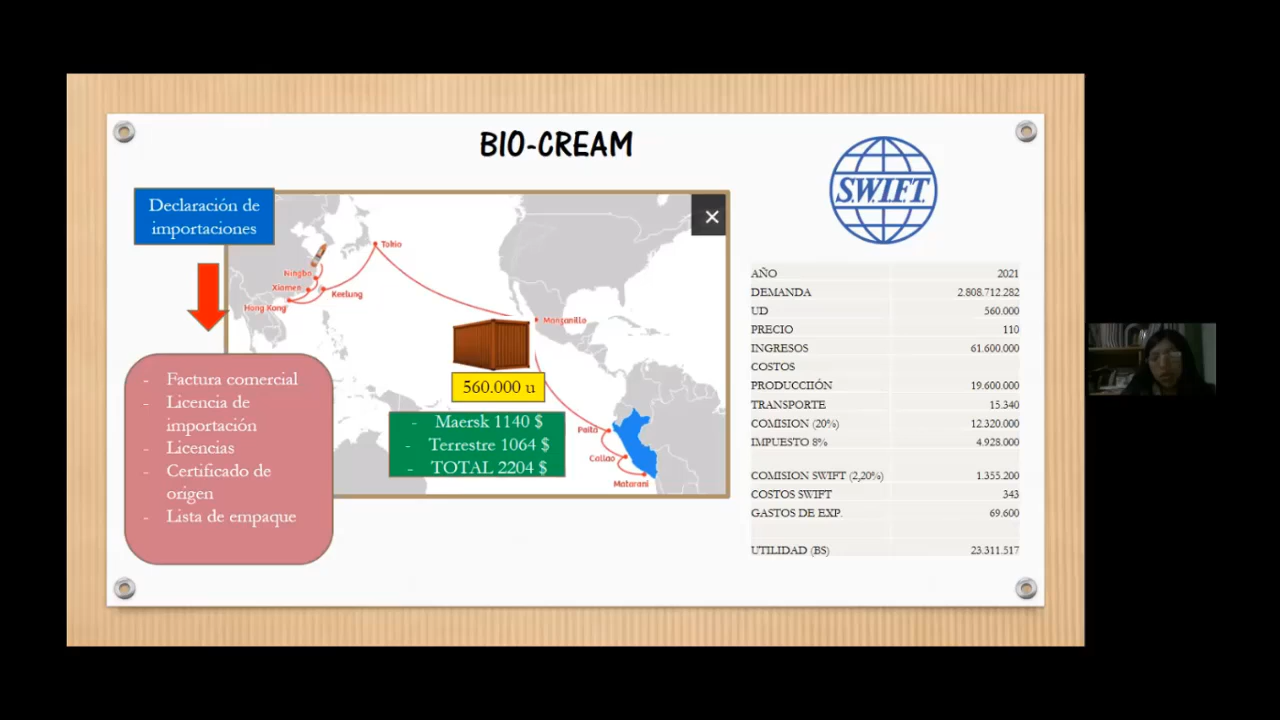 BIO-CREAM
Declaración de
importaciones
- Factura comercial
- Licencia de
importación
- Licencias
- Certificado de
origen
- Lista de empaque
Tokio
Ningbo
Xiamen
Keelung
Hong Kong
Manzanillo
560.000 u
- Maersk 1140 $
- Terrestre 1064 $
- TOTAL 2204 $
Paita
Callao
Matarani
S.W.I.F.T.
AÑO 2021
DEMANDA 2.808.712.282
UD 560.000
PRECIO 110
INGRESOS 61.600.000
COSTOS
PRODUCCIIÓN 19.600.000
TRANSPORTE 15.340
COMISION (20%) 12.320.000
IMPUESTO 8% 4.928.000
COMISION SWIFT (2,20%) 1.355.200
COSTOS SWIFT 343
GASTOS DE EXP. 69.600
UTILIDAD (BS) 23.311.517